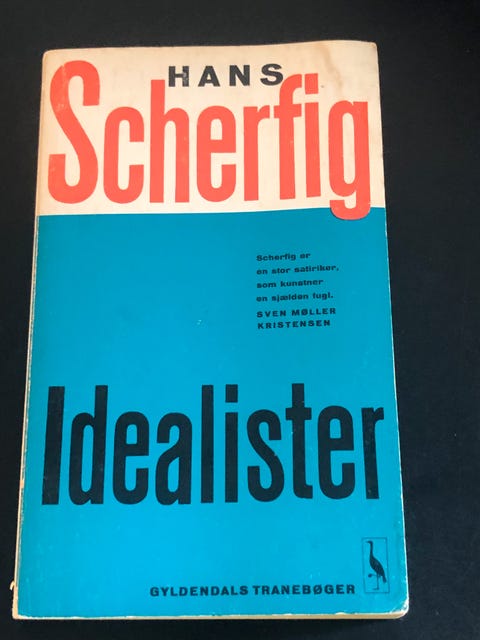 HANS
Scherfig
Scherfig er
en stor satiriker,
som kunstner
en sjælden fugl.
SVEN MØLLER
KRISTENSEN
Idealister
GYLDENDALS TRANEBØGER